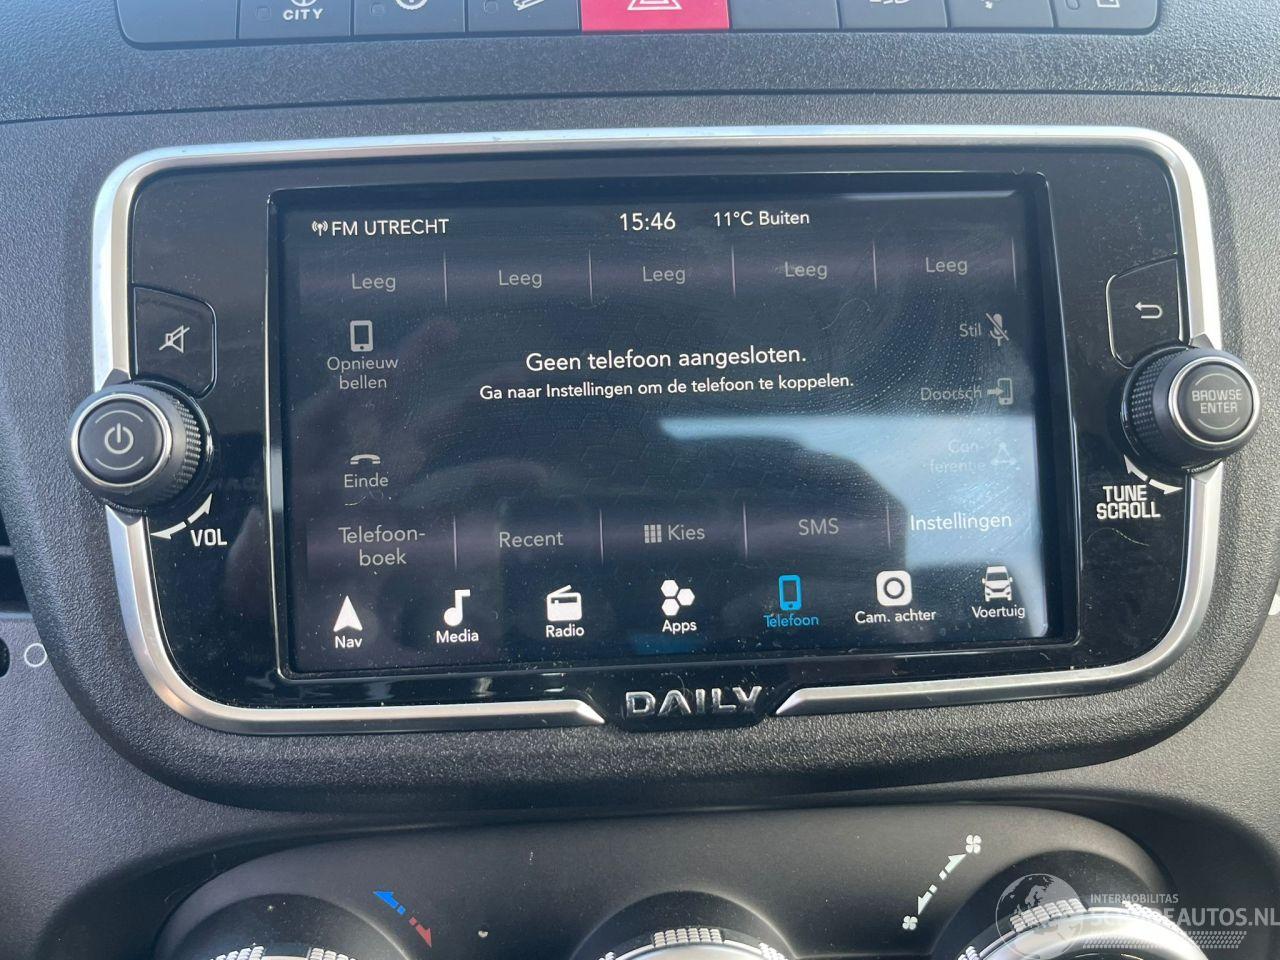 CITY
FM UTRECHT 15:46 11°C Buiten
Leeg Leeg Leeg Leeg Leeg
Opnieuw
bellen
Stil
Geen telefoon aangesloten.
Ga naar Instellingen om de telefoon te koppelen.
Doorsch
BROWSE
ENTER
Con
ferentie
Einde
TUNE
SCROLL
VOL
Telefoon-
boek
Recent Kies SMS Instellingen
Nav Media Radio Apps Telefoon Cam. achter Voertuig
DAILY
INTERMOBILITAS
SCHADEAUTOS.NL